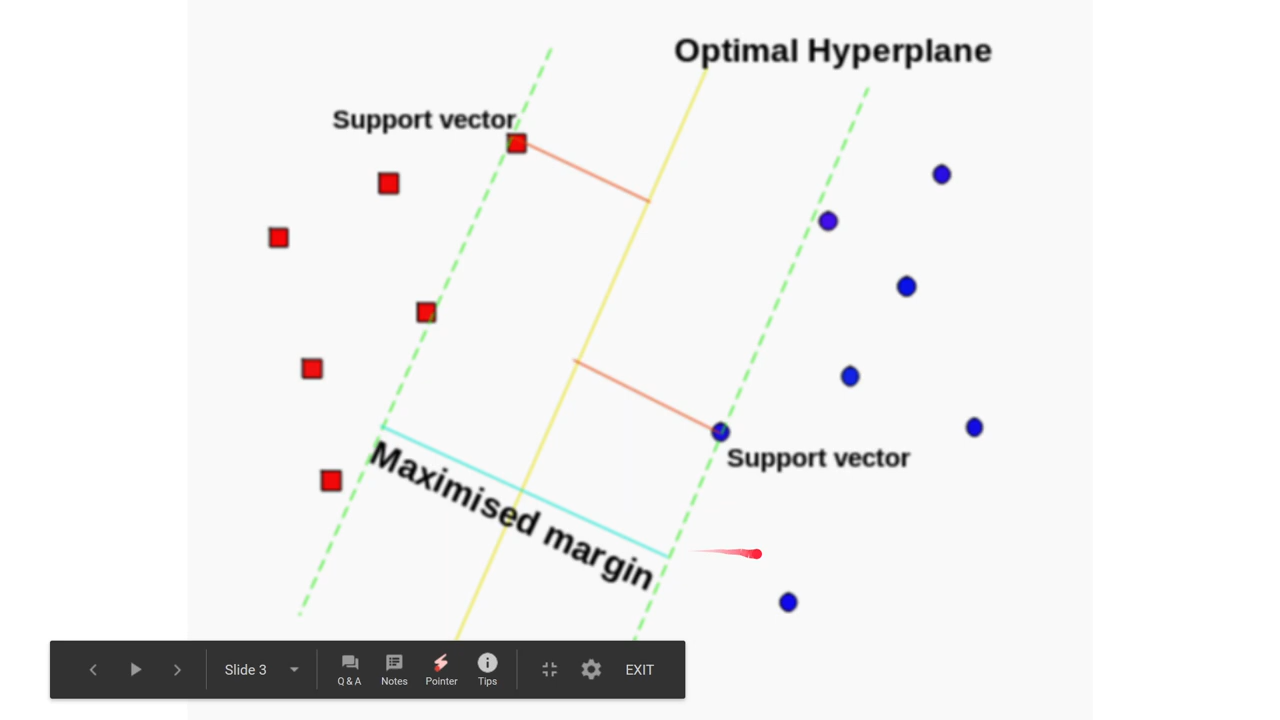 Optimal Hyperplane
Support vector
Support vector
Maximised margin
Slide 3
Q & A
Notes
Pointer
Tips
EXIT